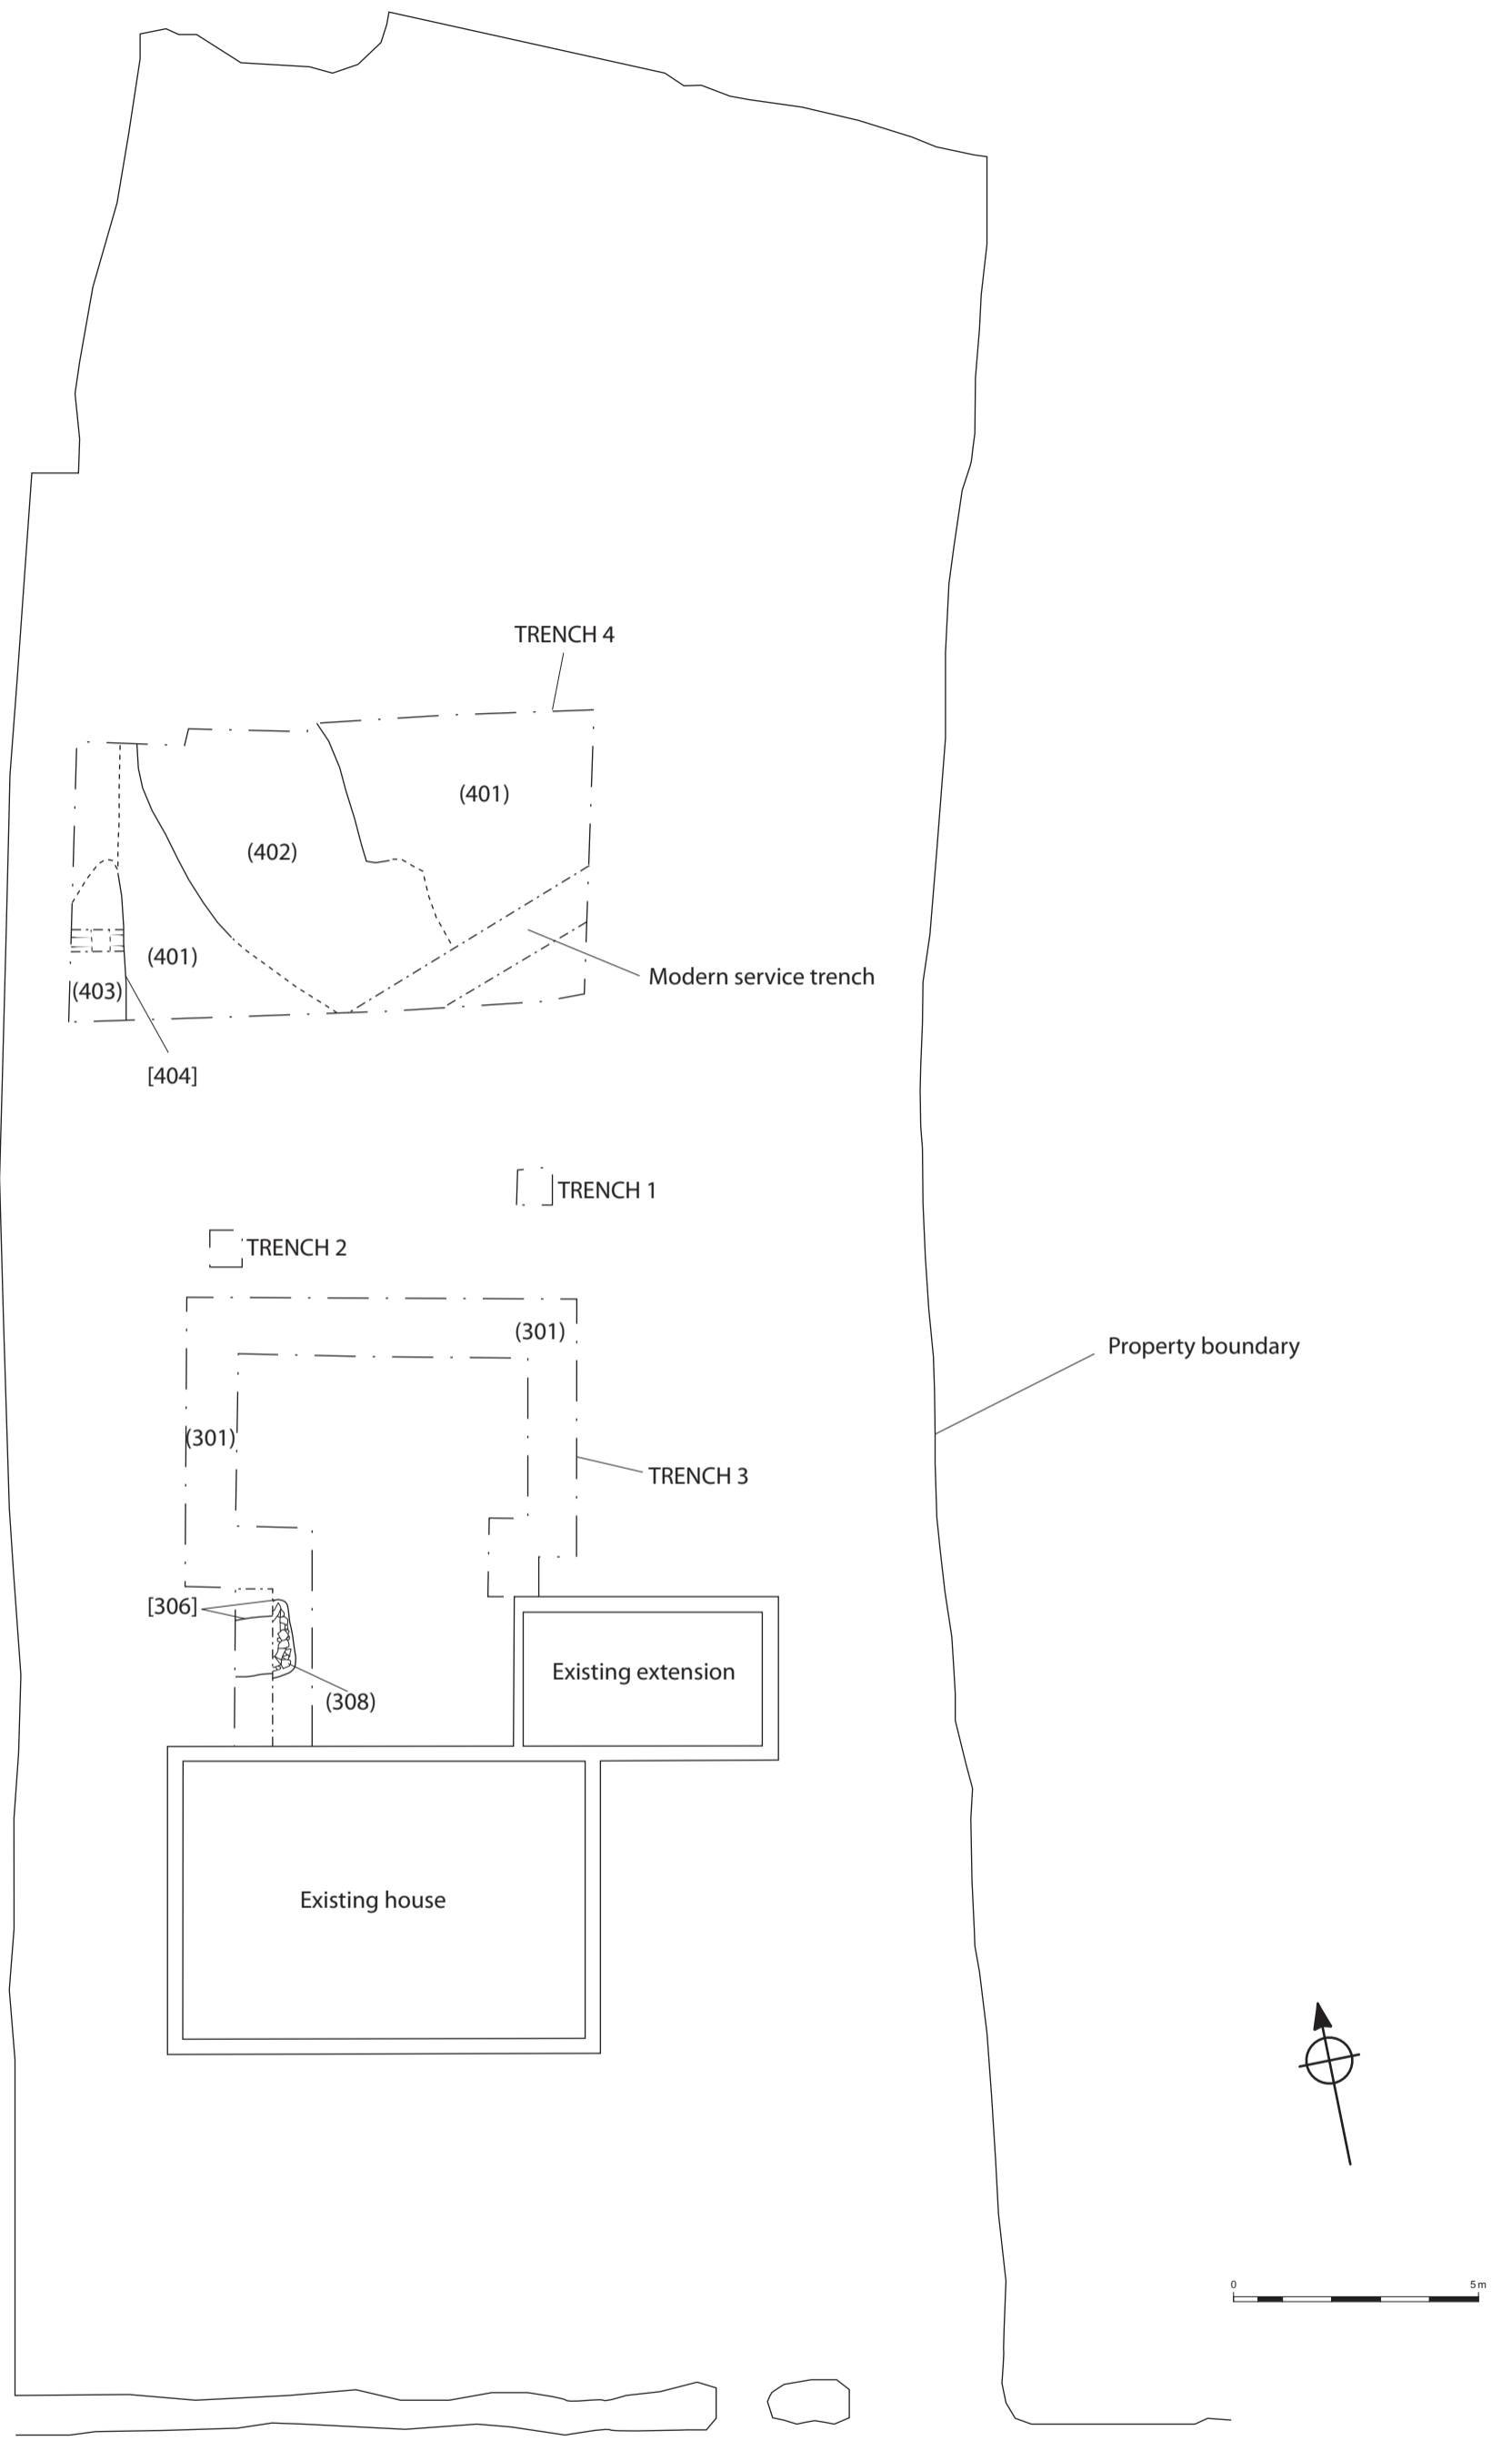 TRENCH 4
(401)
(402)
(401)
Modern service trench
(403)
[404]
TRENCH 1
TRENCH 2
(301)
Property boundary
(301)
TRENCH 3
[306]
Existing extension
(308)
Existing house
0 5 m